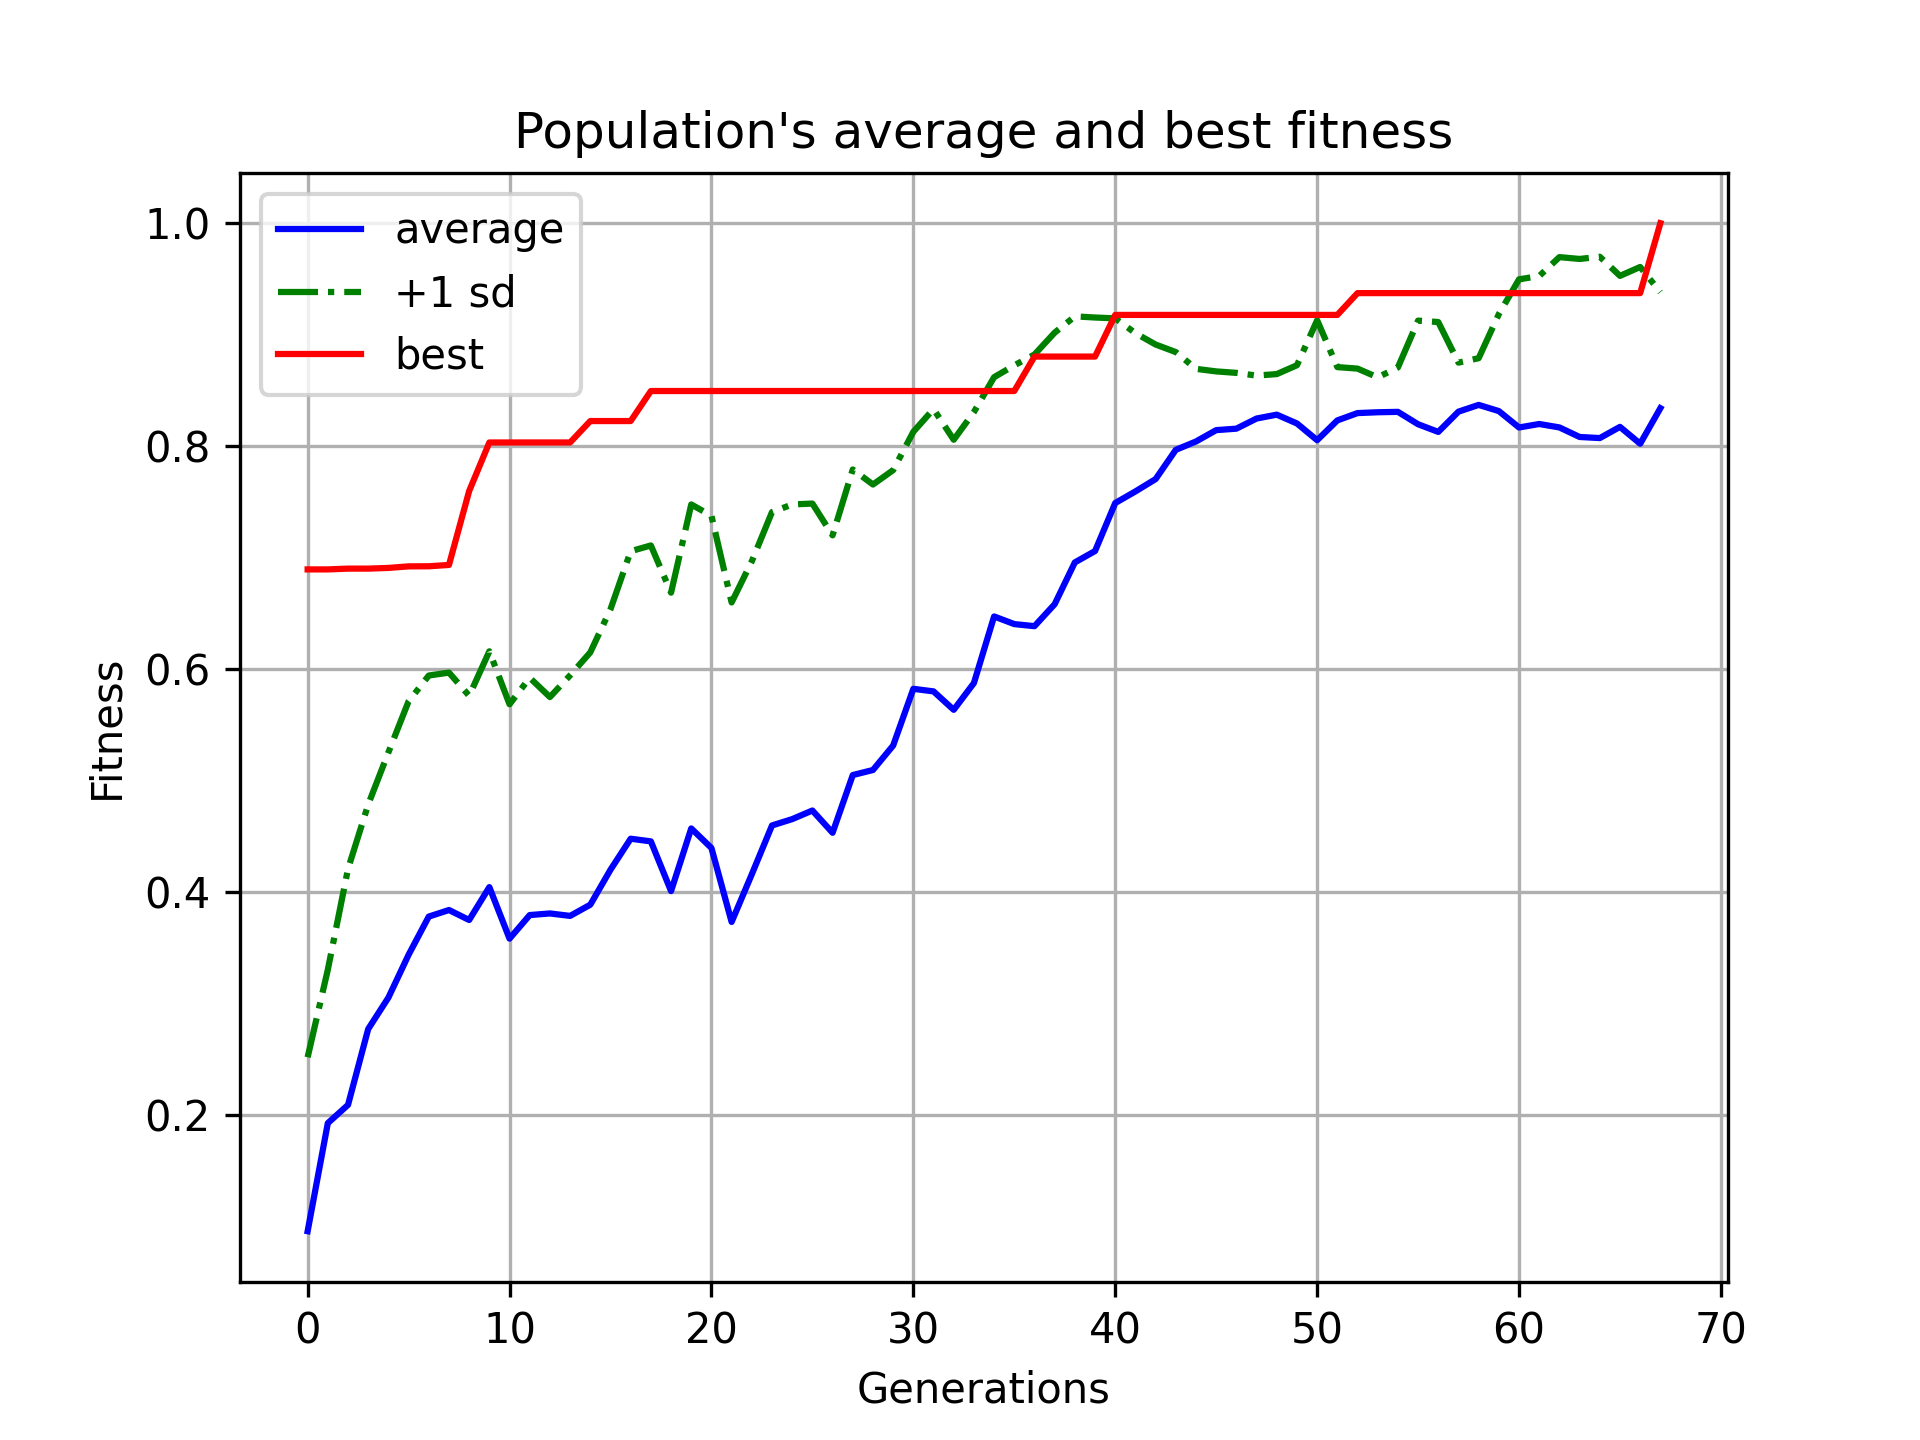 Population's average and best fitness
average
+1 sd
best
1.0
0.8
0.6
0.4
0.2
Fitness
0 10 20 30 40 50 60 70
Generations